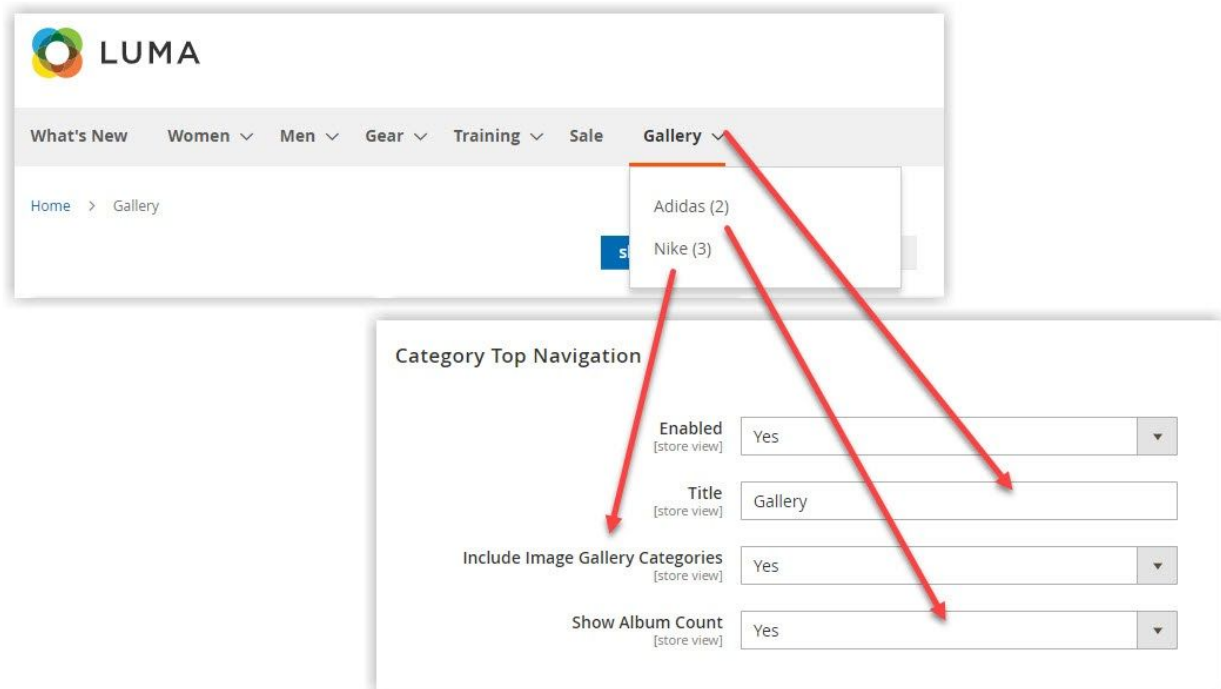 LUMA
What's New Women Men Gear Training Sale Gallery
Home > Gallery
Adidas (2)
Nike (3)
Category Top Navigation
Enabled Yes
[store view]
Title Gallery
[store view]
Include Image Gallery Categories Yes
[store view]
Show Album Count Yes
[store view]